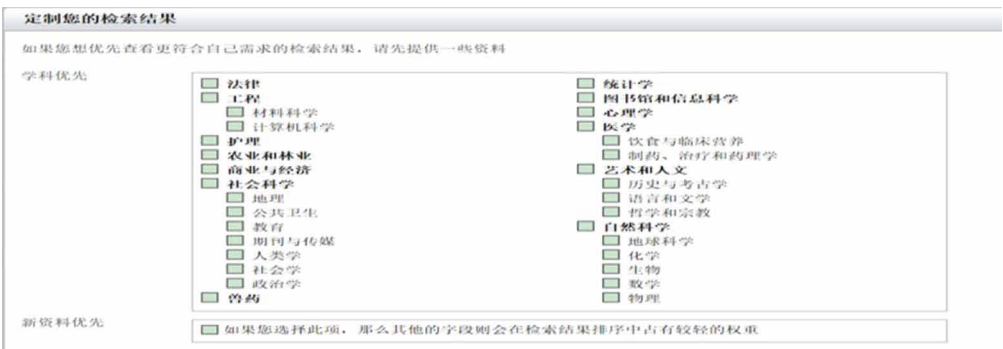 定制您的检索结果
如果您想优先查看更符合自己需求的检索结果，请先提供一些资料
学科优先
法律
工程
材料科学
计算机科学
护理
农业和林业
商业与经济
社会科学
地理
公共卫生
教育
期刊与传媒
人类学
社会学
政治学
兽药
统计学
图书馆和信息科学
心理学
医学
饮食与临床营养
制药、治疗和药理学
艺术和人文
历史与考古学
语言和文学
哲学和宗教
自然科学
地球科学
化学
生物
数学
物理
新资料优先
如果您选择此项，那么其他的字段则会在检索结果排序中占有较轻的权重